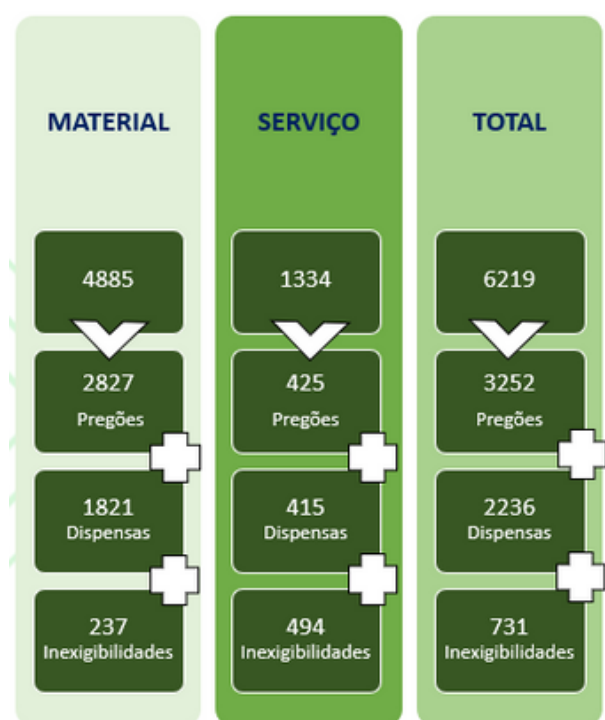 MATERIAL
4885
2827
Pregões
1821
Dispensas
237
Inexigibilidades
SERVIÇO
1334
425
Pregões
415
Dispensas
494
Inexigibilidades
TOTAL
6219
3252
Pregões
2236
Dispensas
731
Inexigibilidades